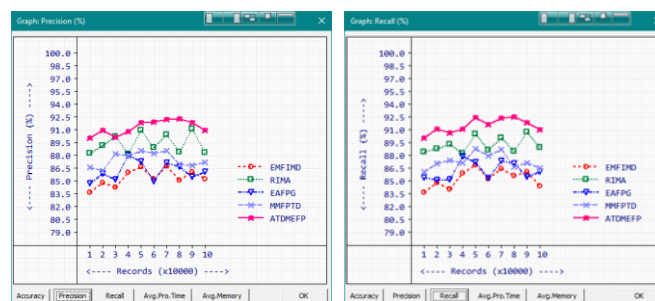 Graph: Precision (%)
100.0
98.5
97.0
95.5
94.0
92.5
91.0
89.5
88.0
86.5
85.0
83.5
82.0
80.5
79.0
<---- Precision (%) ---->
EMFIMD
RIMA
EAFPG
MMFPTD
ATDMEFP
1 2 3 4 5 6 7 8 9 10
<---- Records (x10000) ---->
Accuracy Precision Recall Avg.Pro.Time Avg.Memory OK
Graph: Recall (%)
100.0
98.5
97.0
95.5
94.0
92.5
91.0
89.5
88.0
86.5
85.0
83.5
82.0
80.5
79.0
<---- Recall (%) ---->
EMFIMD
RIMA
EAFPG
MMFPTD
ATDMEFP
1 2 3 4 5 6 7 8 9 10
<---- Records (x10000) ---->
Accuracy Precision Recall Avg.Pro.Time Avg.Memory OK